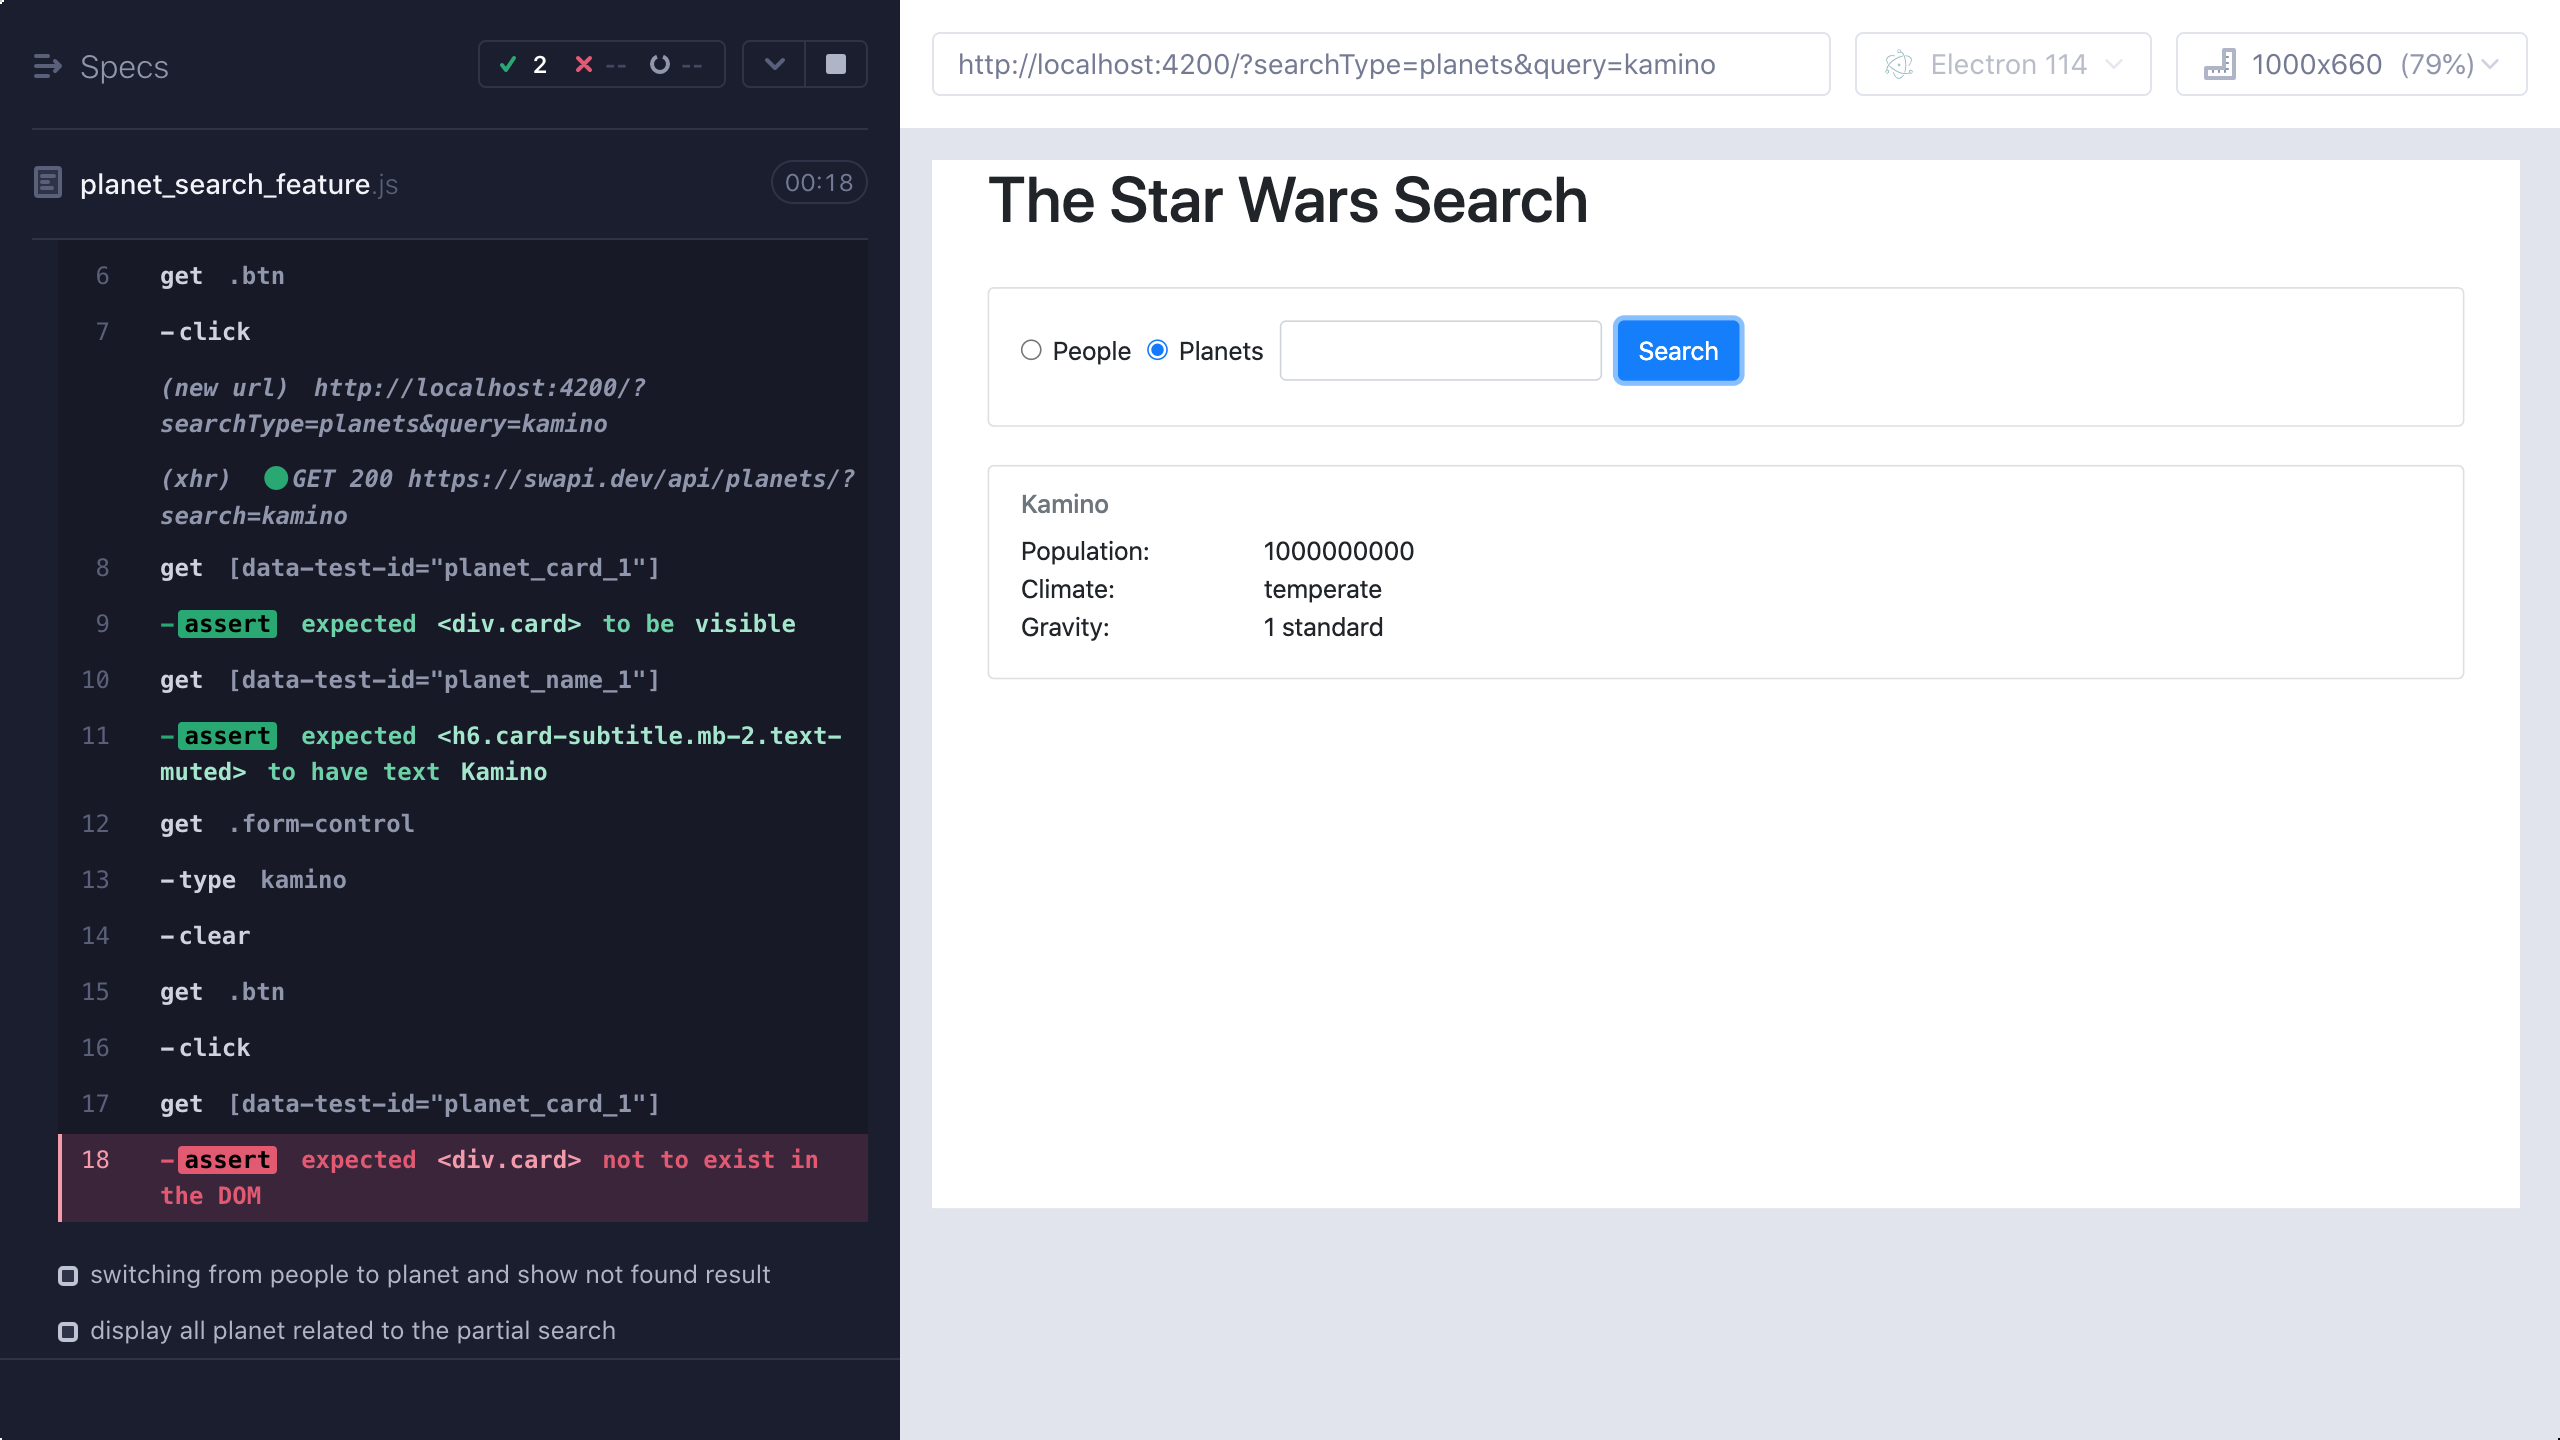 Specs
2 -- --
planet_search_feature.js 00:18
6 get .btn
7 -click
(new url) http://localhost:4200/?
searchType=planets&query=kamino
(xhr) GET 200 https://swapi.dev/api/planets/?
search=kamino
8 get [data-test-id="planet_card_1"]
9 -assert expected <div.card> to be visible
10 get [data-test-id="planet_name_1"]
11 -assert expected <h6.card-subtitle.mb-2.text-
muted> to have text Kamino
12 get .form-control
13 -type kamino
14 -clear
15 get .btn
16 -click
17 get [data-test-id="planet_card_1"]
18 -assert expected <div.card> not to exist in
the DOM
switching from people to planet and show not found result
display all planet related to the partial search
http://localhost:4200/?searchType=planets&query=kamino
Electron 114
1000x660 (79%)
The Star Wars Search
People Planets Search
Kamino
Population: 1000000000
Climate: temperate
Gravity: 1 standard